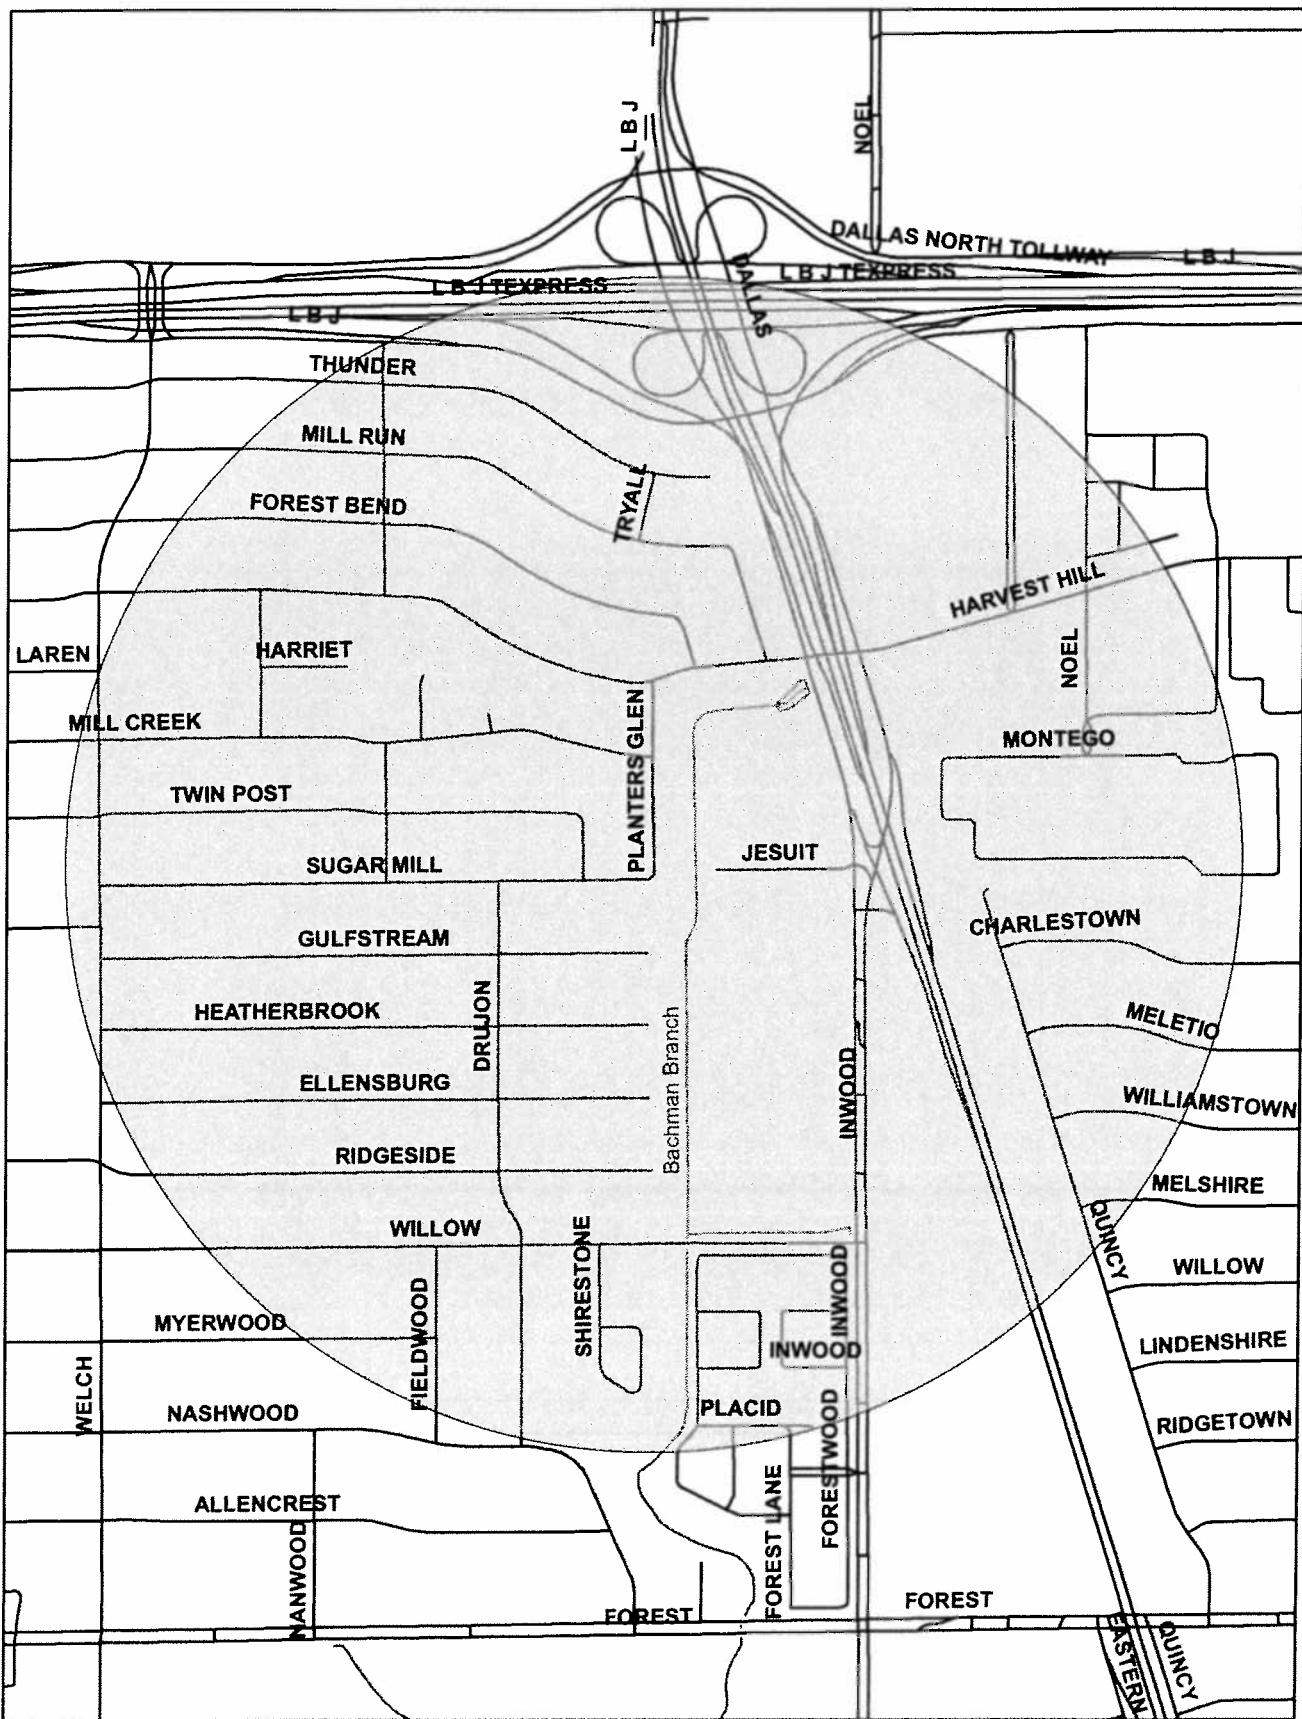 L B J
NOEL
DALLAS NORTH TOLLWAY
L B J
L B J TEXPRESS
L B J TEXPRESS
DALLAS
L B J
THUNDER
MILL RUN
TRYALL
FOREST BEND
HARVEST HILL
LAREN
HARRIET
NOEL
MILL CREEK
PLANTERS GLEN
MONTEGO
TWIN POST
JESUIT
SUGAR MILL
CHARLESTOWN
GULFSTREAM
HEATHERBROOK
DRUJON
MELETIO
Bachman Branch
INWOOD
ELLENSBURG
WILLIAMSTOWN
RIDGESIDE
MELSHIRE
WILLOW
SHIRESTONE
QUINCY
WILLOW
FIELDWOOD
INWOOD
MYERWOOD
INWOOD
LINDENSHIRE
WELCH
NASHWOOD
PLACID
FORESTWOOD
RIDGETOWN
ALLENCREST
FOREST LANE
NANWOOD
FOREST
FOREST
EASTERN
QUINCY